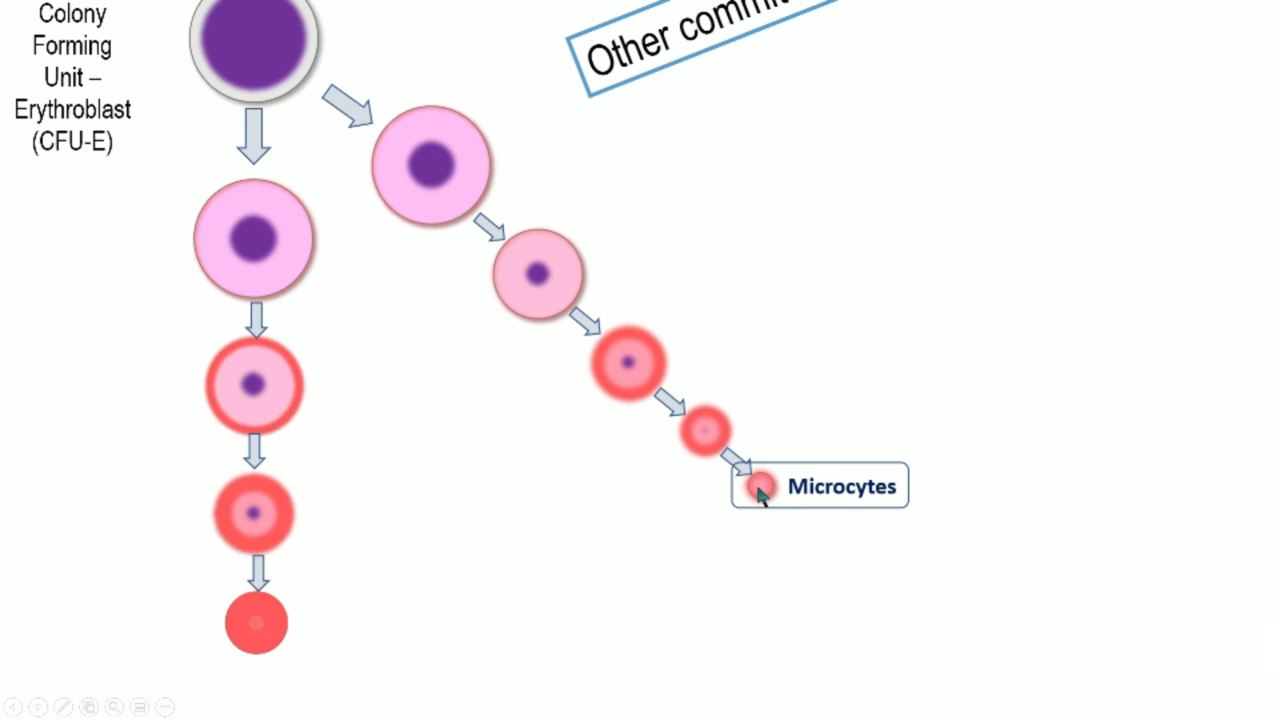 Colony
Forming
Unit –
Erythroblast
(CFU-E)
Other commit
Microcytes